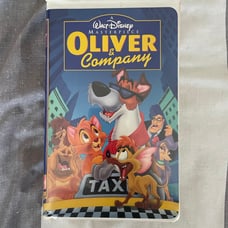 A
Walt Disney
Masterpiece
Oliver
&
Company
TAXI